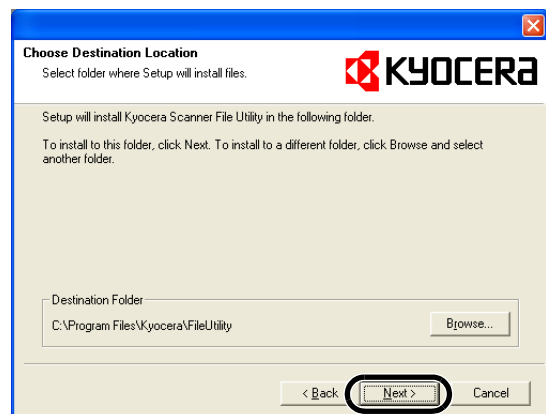 Choose Destination Location
Select folder where Setup will install files.
KYOCERA
Setup will install Kyocera Scanner File Utility in the following folder.
To install to this folder, click Next. To install to a different folder, click Browse and select
another folder.
Destination Folder
C:\Program Files\Kyocera\FileUtility
Browse...
< Back
Next >
Cancel